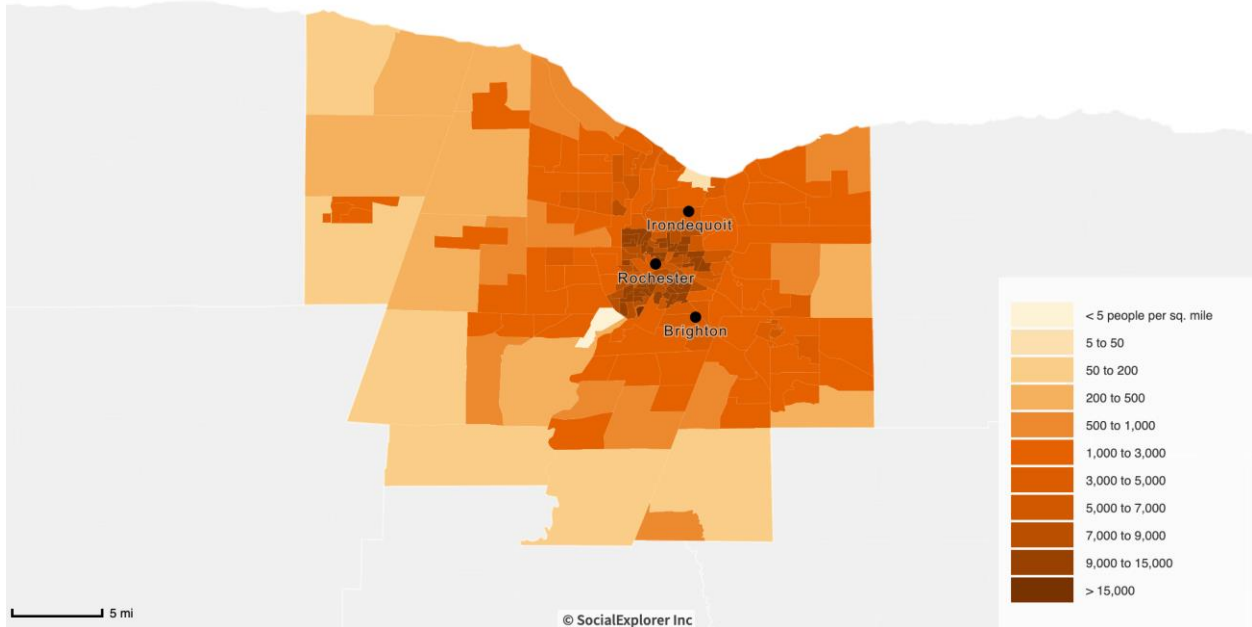 Irondequoit
Rochester
Brighton
< 5 people per sq. mile
5 to 50
50 to 200
200 to 500
500 to 1,000
1,000 to 3,000
3,000 to 5,000
5,000 to 7,000
7,000 to 9,000
9,000 to 15,000
> 15,000
5 mi
© SocialExplorer Inc